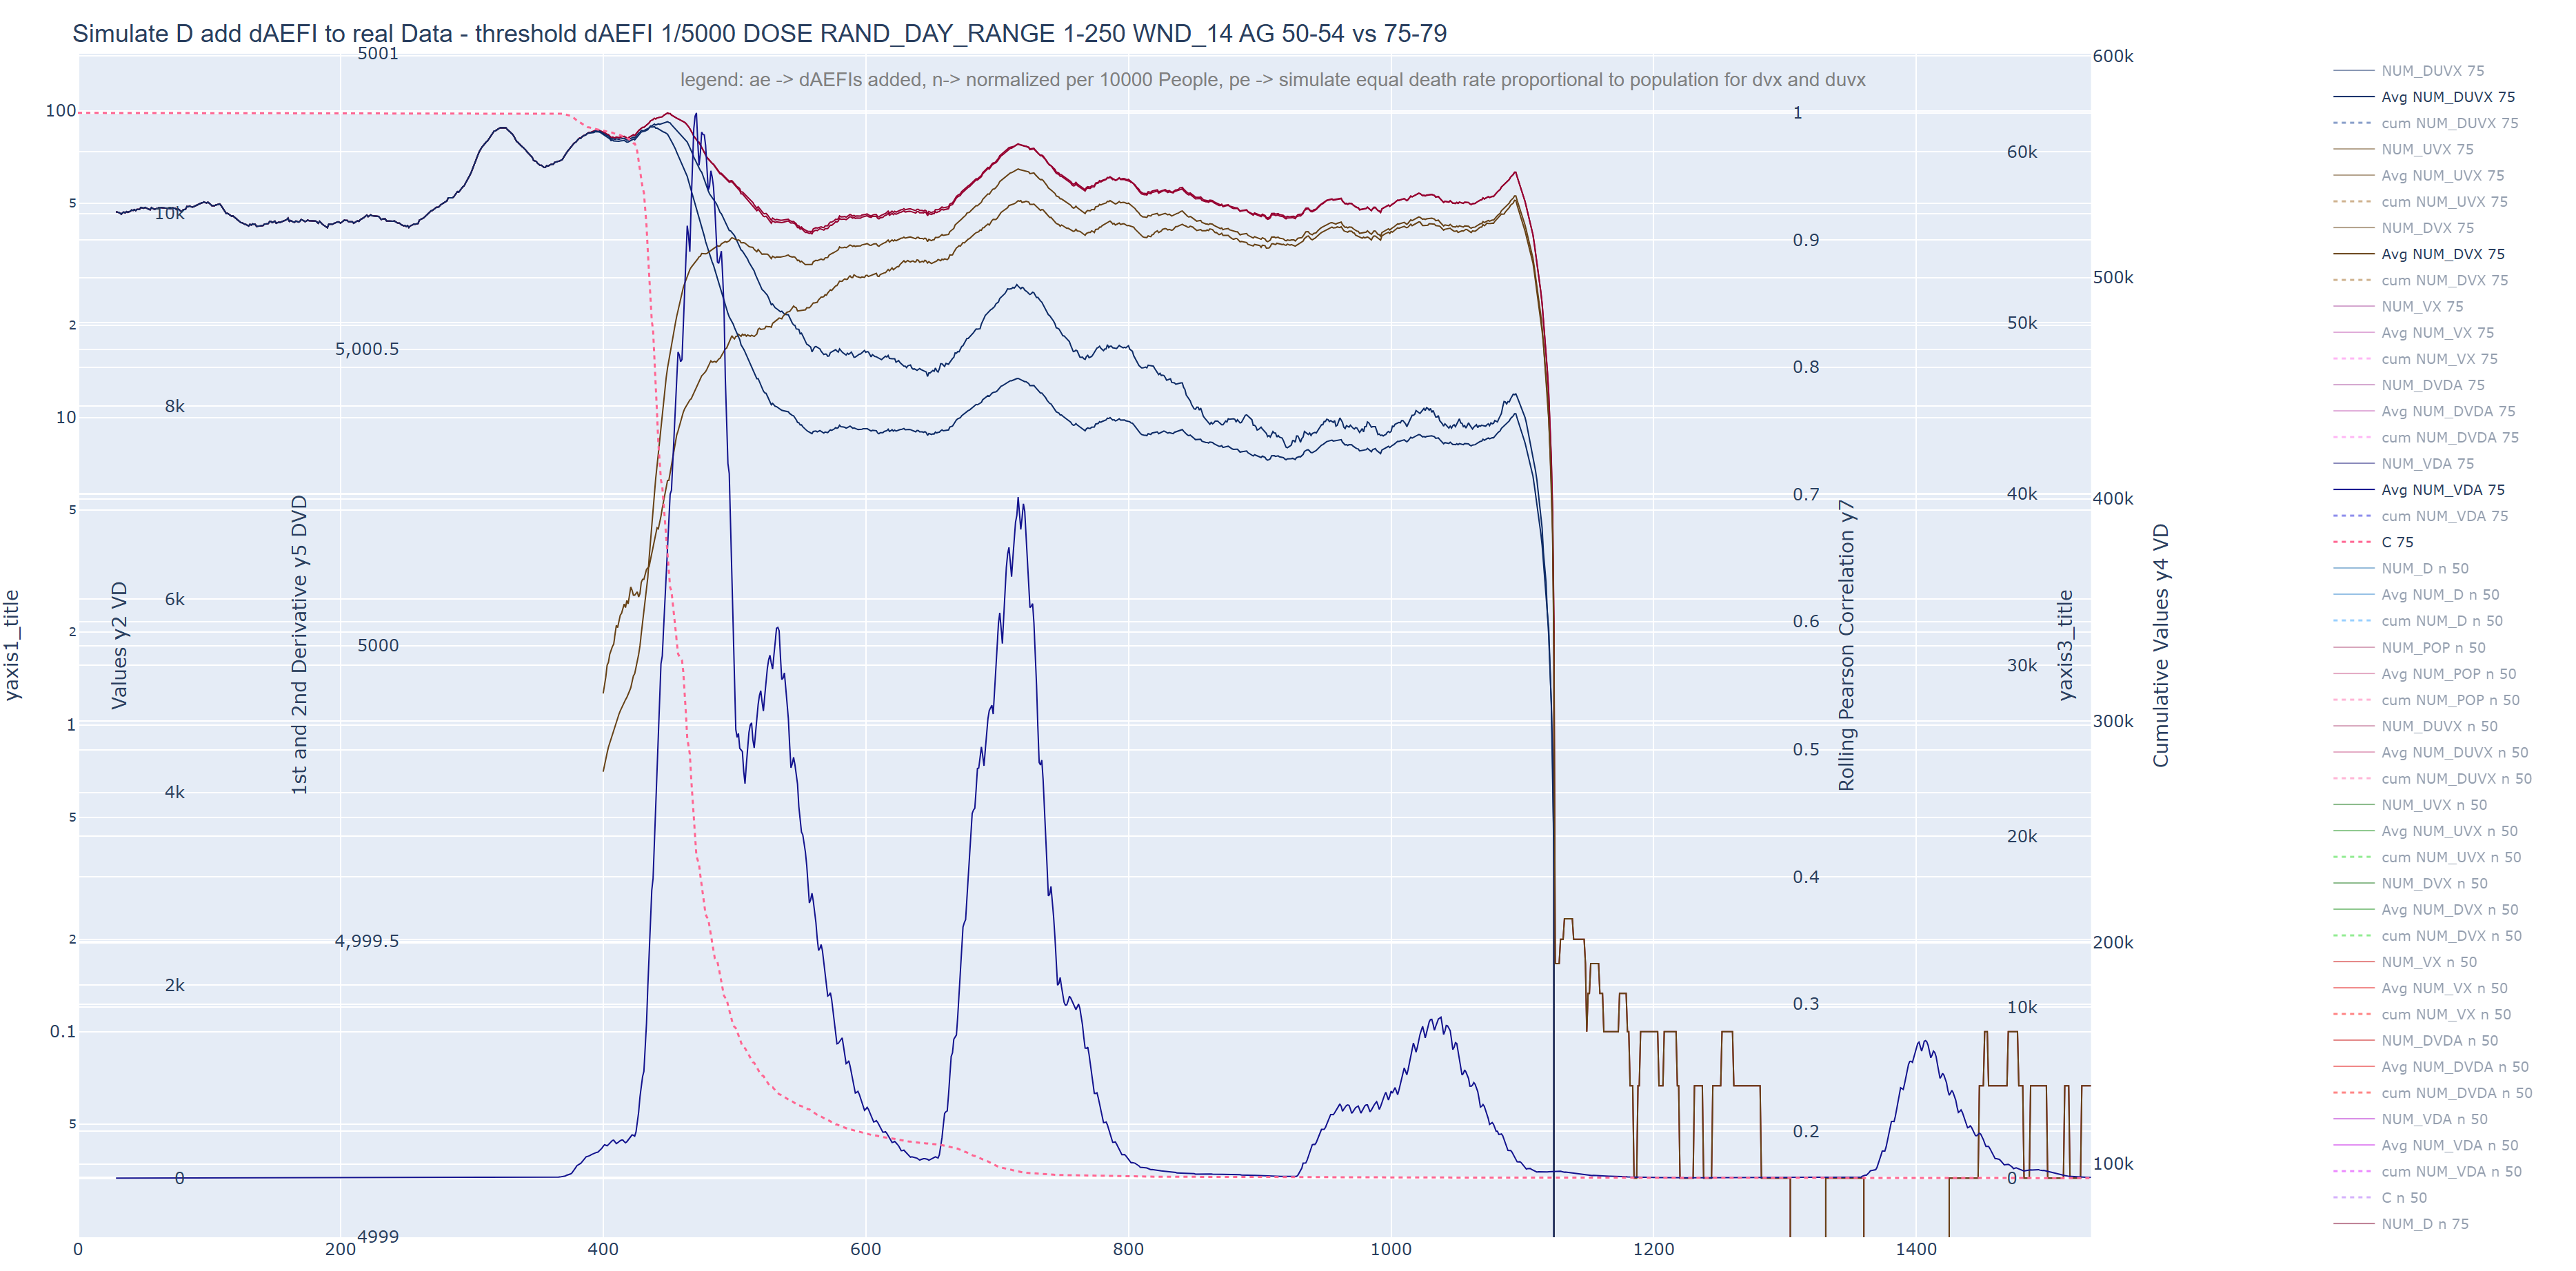 Simulate D add dAEFI to real Data - threshold dAEFI 1/5000 DOSE RAND_DAY_RANGE 1-250 WND_14 AG 50-54 vs 75-79
legend: ae -> dAEFIs added, n-> normalized per 10000 People, pe -> simulate equal death rate proportional to population for dvx and duvx
yaxis1_title
100
5
2
10
5
2
1
5
2
0.1
5
Values y2 VD
10k
8k
6k
4k
2k
0
1st and 2nd Derivative y5 DVD
5001
5,000.5
5000
4,999.5
4999
Rolling Pearson Correlation y7
1
0.9
0.8
0.7
0.6
0.5
0.4
0.3
0.2
yaxis3_title
60k
50k
40k
30k
20k
10k
0
Cumulative Values y4 VD
600k
500k
400k
300k
200k
100k
0
200
400
600
800
1000
1200
1400
NUM_DUVX 75
Avg NUM_DUVX 75
cum NUM_DUVX 75
NUM_UVX 75
Avg NUM_UVX 75
cum NUM_UVX 75
NUM_DVX 75
Avg NUM_DVX 75
cum NUM_DVX 75
NUM_VX 75
Avg NUM_VX 75
cum NUM_VX 75
NUM_DVDA 75
Avg NUM_DVDA 75
cum NUM_DVDA 75
NUM_VDA 75
Avg NUM_VDA 75
cum NUM_VDA 75
C 75
NUM_D n 50
Avg NUM_D n 50
cum NUM_D n 50
NUM_POP n 50
Avg NUM_POP n 50
cum NUM_POP n 50
NUM_DUVX n 50
Avg NUM_DUVX n 50
cum NUM_DUVX n 50
NUM_UVX n 50
Avg NUM_UVX n 50
cum NUM_UVX n 50
NUM_DVX n 50
Avg NUM_DVX n 50
cum NUM_DVX n 50
NUM_VX n 50
Avg NUM_VX n 50
cum NUM_VX n 50
NUM_DVDA n 50
Avg NUM_DVDA n 50
cum NUM_DVDA n 50
NUM_VDA n 50
Avg NUM_VDA n 50
cum NUM_VDA n 50
C n 50
NUM_D n 75